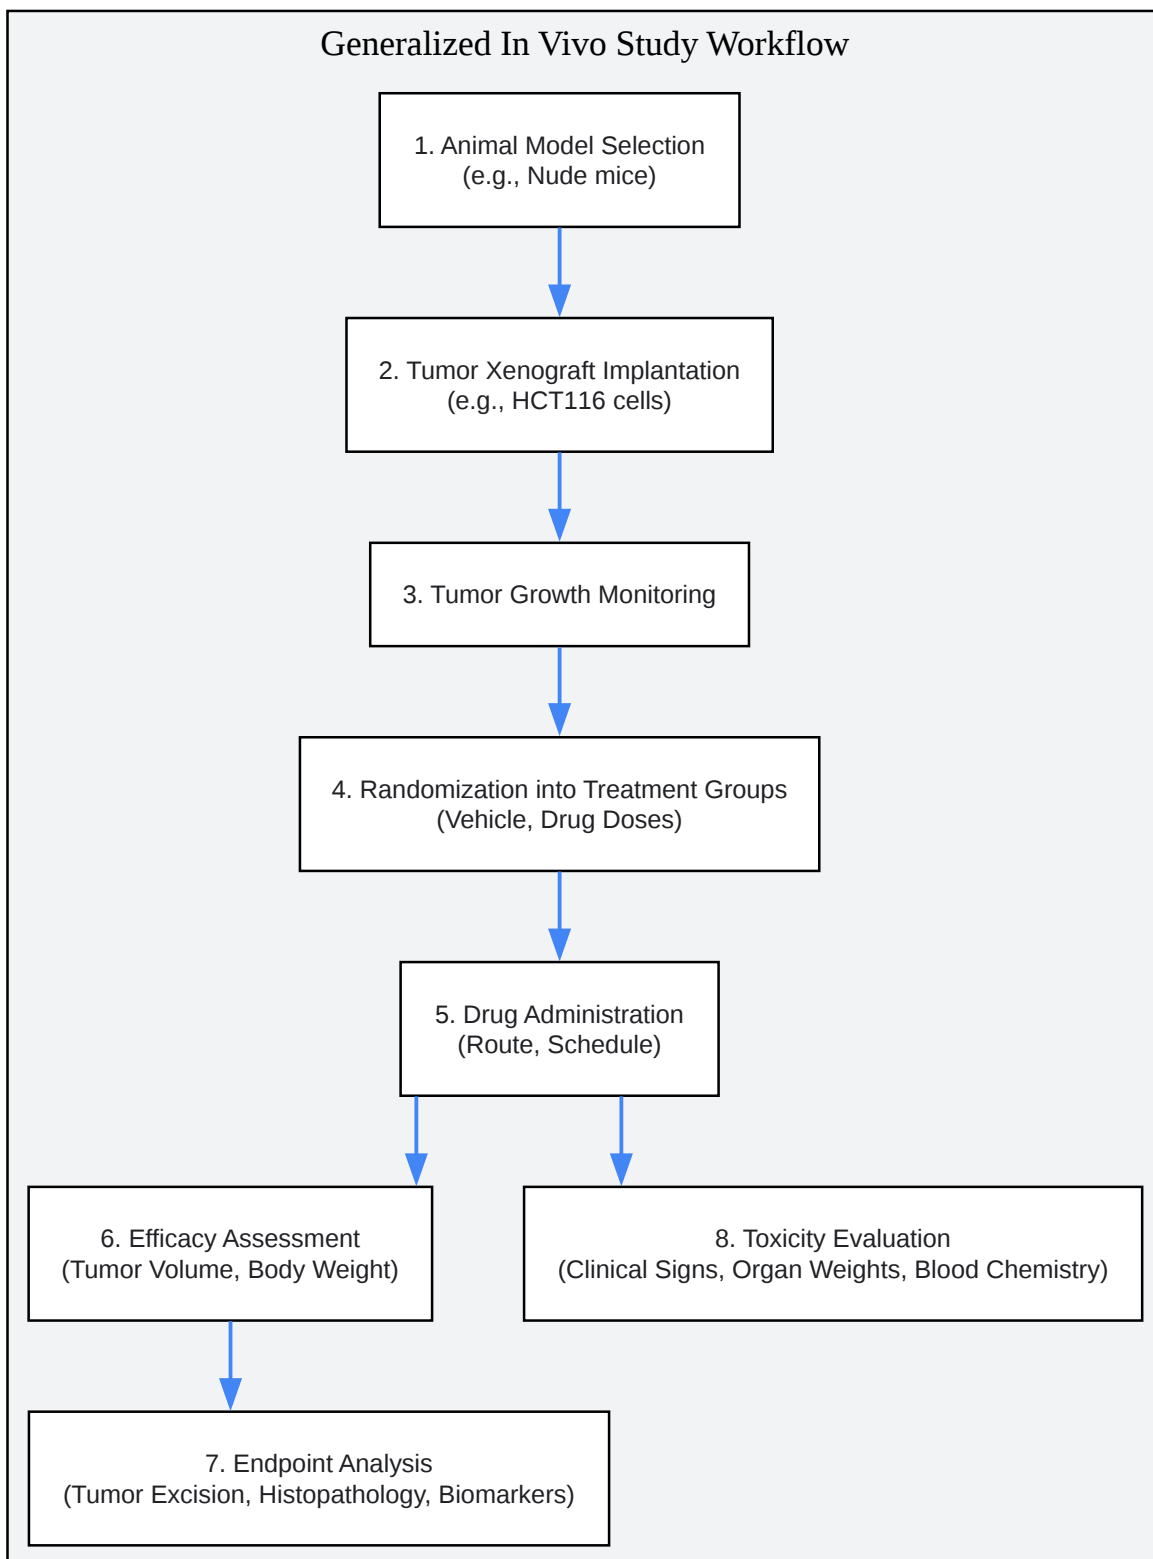 Generalized In Vivo Study Workflow
1. Animal Model Selection
(e.g., Nude mice)
2. Tumor Xenograft Implantation
(e.g., HCT116 cells)
3. Tumor Growth Monitoring
4. Randomization into Treatment Groups
(Vehicle, Drug Doses)
5. Drug Administration
(Route, Schedule)
6. Efficacy Assessment
(Tumor Volume, Body Weight)
8. Toxicity Evaluation
(Clinical Signs, Organ Weights, Blood Chemistry)
7. Endpoint Analysis
(Tumor Excision, Histopathology, Biomarkers)